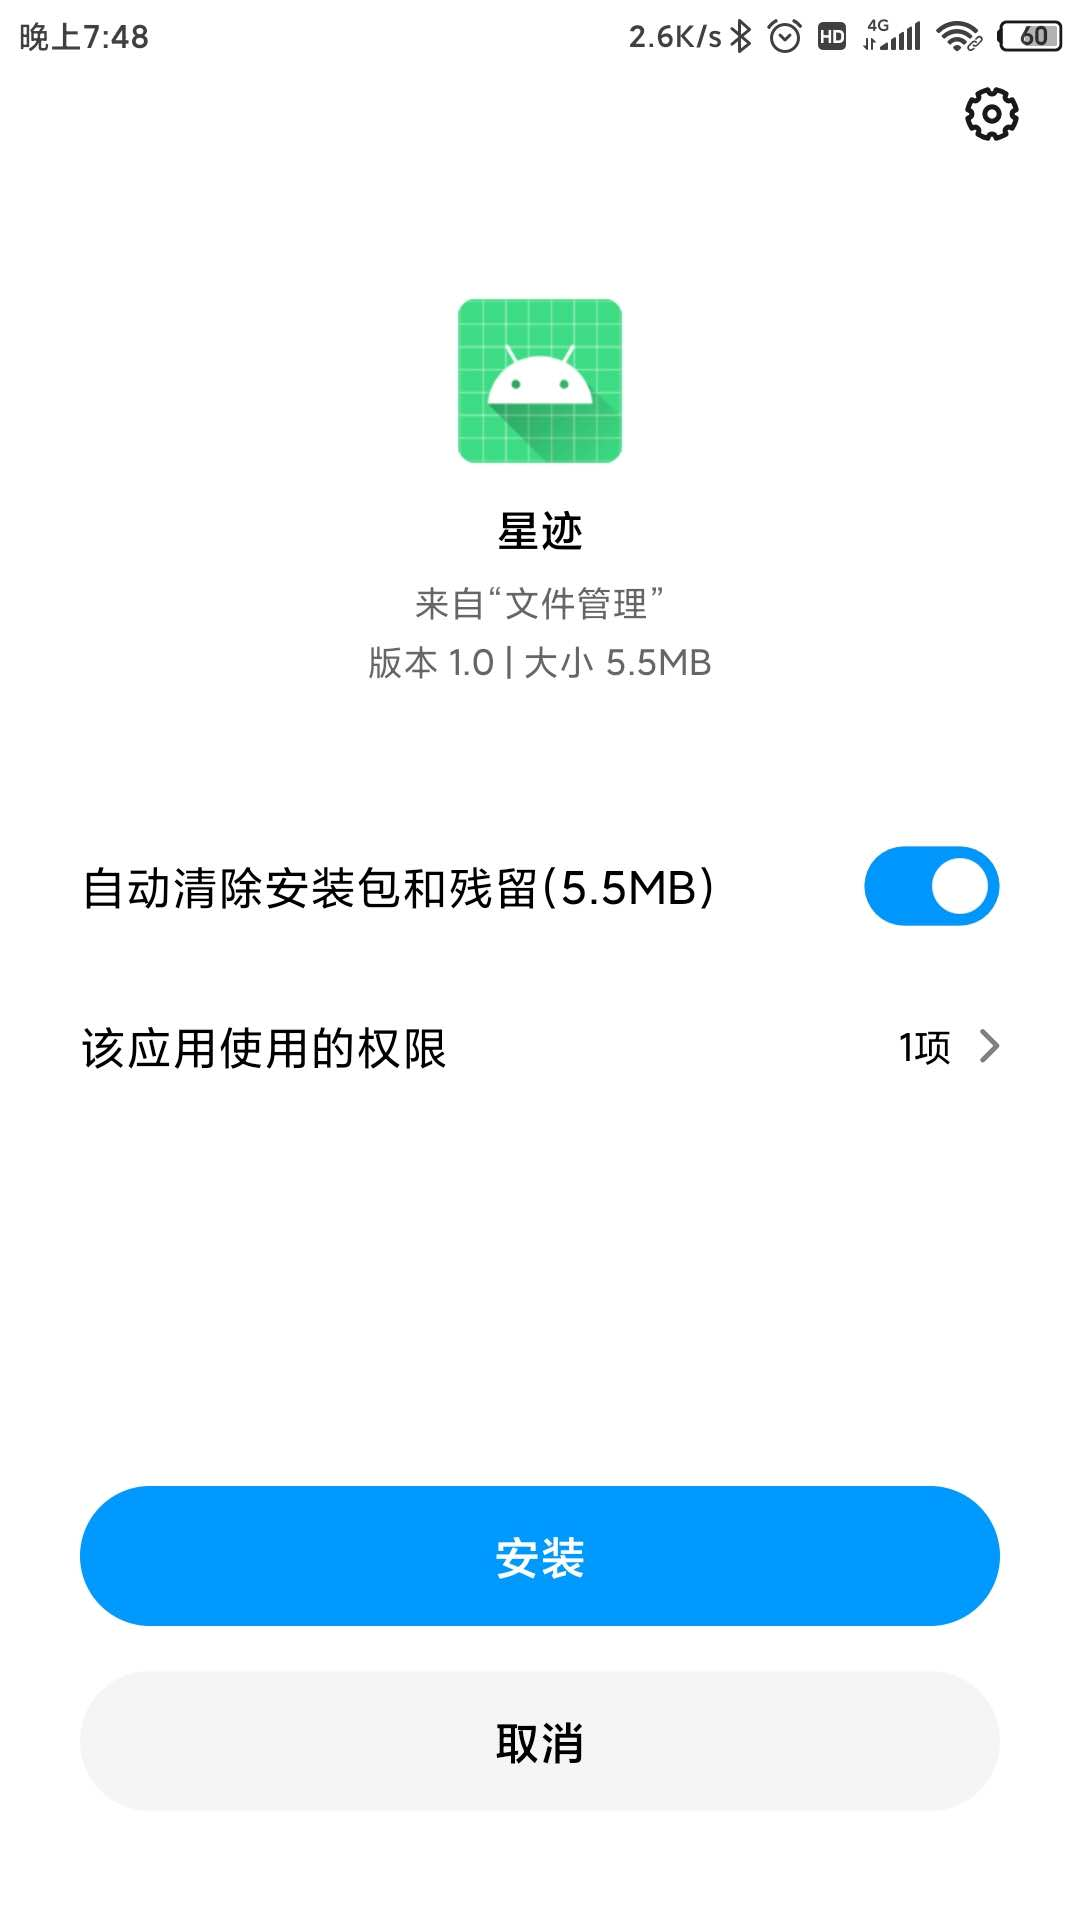 晚上7:48
2.6K/s
HD
4G
60
星迹
来自“文件管理”
版本 1.0 | 大小 5.5MB
自动清除安装包和残留(5.5MB)
该应用使用的权限
1项
安装
取消